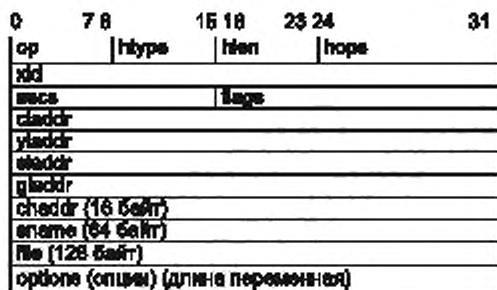 0 7 8 15 16 23 24 31
op htype hlen hops
xid
secs flags
ciaddr
yiaddr
siaddr
giaddr
chaddr (16 байт)
sname (64 байт)
file (128 байт)
options (опции) (длина переменная)